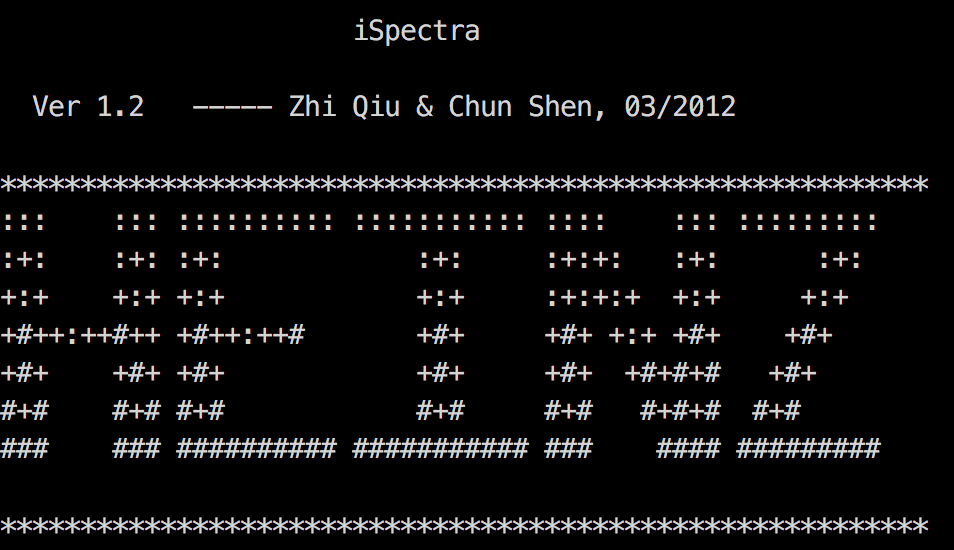 iSpectra
Ver 1.2   ----- Zhi Qiu & Chun Shen, 03/2012
**********************************************************
:::    ::: :::::::::: ::::::::::: ::::    ::: :::::::::
:+:    :+: :+:            :+:     :+:+:   :+:      :+:
+:+    +:+ +:+            +:+     :+:+:+  +:+     +:+
+#++:++#++ +#++:++#       +#+     +#+ +:+ +#+    +#+
+#+    +#+ +#+            +#+     +#+  +#+#+#   +#+
#+#    #+# #+#            #+#     #+#   #+#+#  #+#
###    ### ########## ########### ###    #### #########
**********************************************************